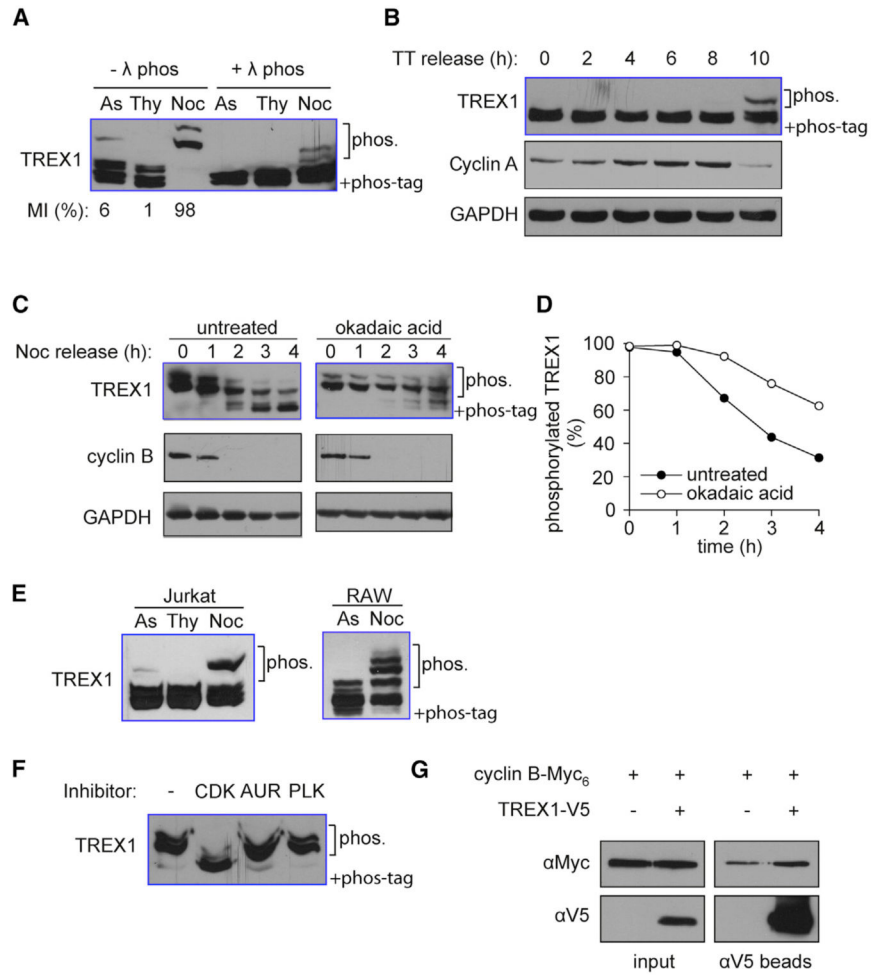 A
- λ phos + λ phos
As Thy Noc As Thy Noc
TREX1
phos.
+phos-tag
MI (%): 6 1 98
B
TT release (h): 0 2 4 6 8 10
TREX1
phos.
+phos-tag
Cyclin A
GAPDH
C
untreated okadaic acid
Noc release (h): 0 1 2 3 4 0 1 2 3 4
TREX1
phos.
+phos-tag
cyclin B
GAPDH
D
phosphorylated TREX1
(%)
100
80
60
40
20
0
untreated
okadaic acid
0 1 2 3 4
time (h)
E
Jurkat RAW
As Thy Noc As Noc
TREX1
phos.
phos.
+phos-tag
F
Inhibitor: - CDK AUR PLK
TREX1
phos.
+phos-tag
G
cyclin B-Myc₆ + + + +
TREX1-V5 - + - +
αMyc
αV5
input αV5 beads